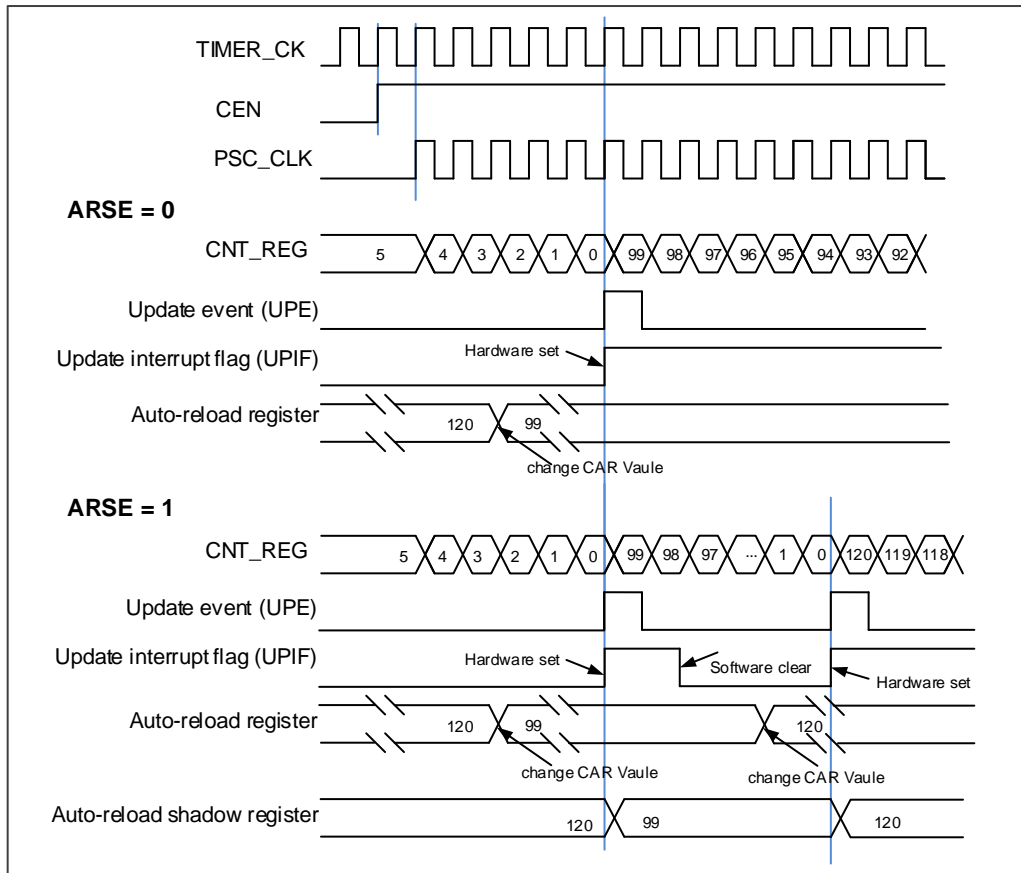 TIMER_CK
CEN
PSC_CLK
ARSE = 0
CNT_REG 5 4 3 2 1 0 99 98 97 96 95 94 93 92
Update event (UPE)
Update interrupt flag (UPIF) Hardware set
Auto-reload register 120 99
change CAR Vaule
ARSE = 1
CNT_REG 5 4 3 2 1 0 99 98 97 ... 1 0 120 119 118
Update event (UPE)
Update interrupt flag (UPIF) Hardware set Software clear Hardware set
Auto-reload register 120 99 120
change CAR Vaule change CAR Vaule
Auto-reload shadow register 120 99 120